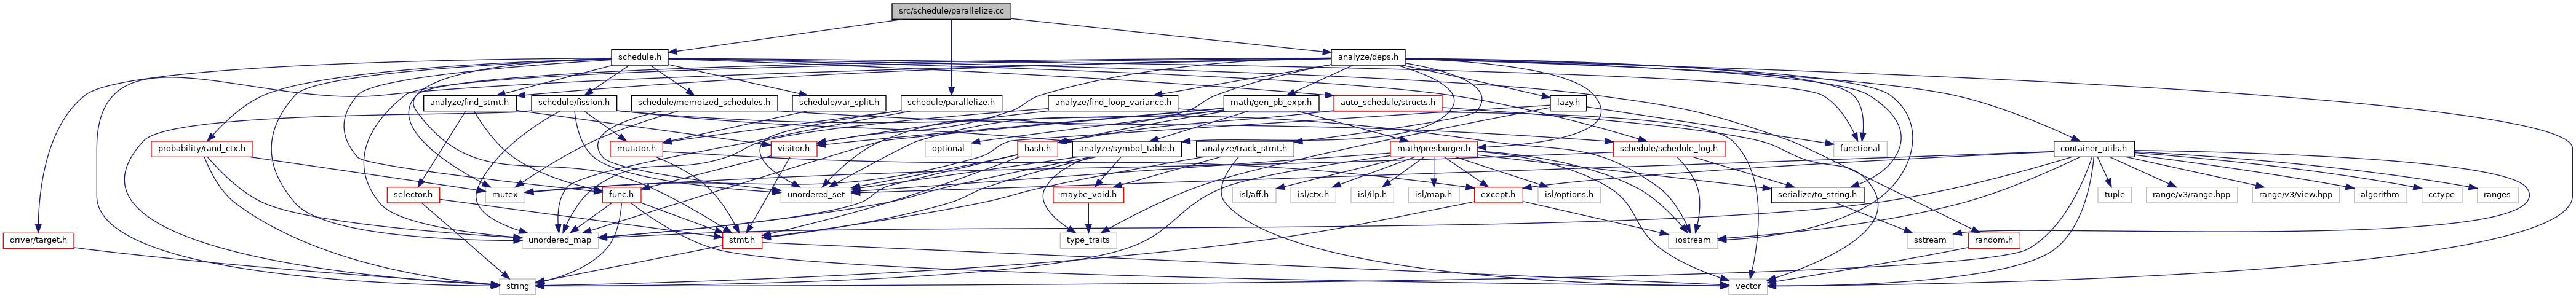 src/schedule/parallelize.cc
schedule.h
analyze/deps.h
analyze/find_stmt.h
schedule/fission.h
schedule/memoized_schedules.h
schedule/var_split.h
schedule/parallelize.h
analyze/find_loop_variance.h
math/gen_pb_expr.h
auto_schedule/structs.h
lazy.h
probability/rand_ctx.h
mutator.h
visitor.h
optional
hash.h
analyze/symbol_table.h
analyze/track_stmt.h
math/presburger.h
schedule/schedule_log.h
functional
container_utils.h
selector.h
mutex
func.h
unordered_set
maybe_void.h
isl/aff.h
isl/ctx.h
isl/ilp.h
isl/map.h
except.h
isl/options.h
serialize/to_string.h
tuple
range/v3/range.hpp
range/v3/view.hpp
algorithm
cctype
ranges
driver/target.h
unordered_map
stmt.h
type_traits
iostream
sstream
random.h
string
vector